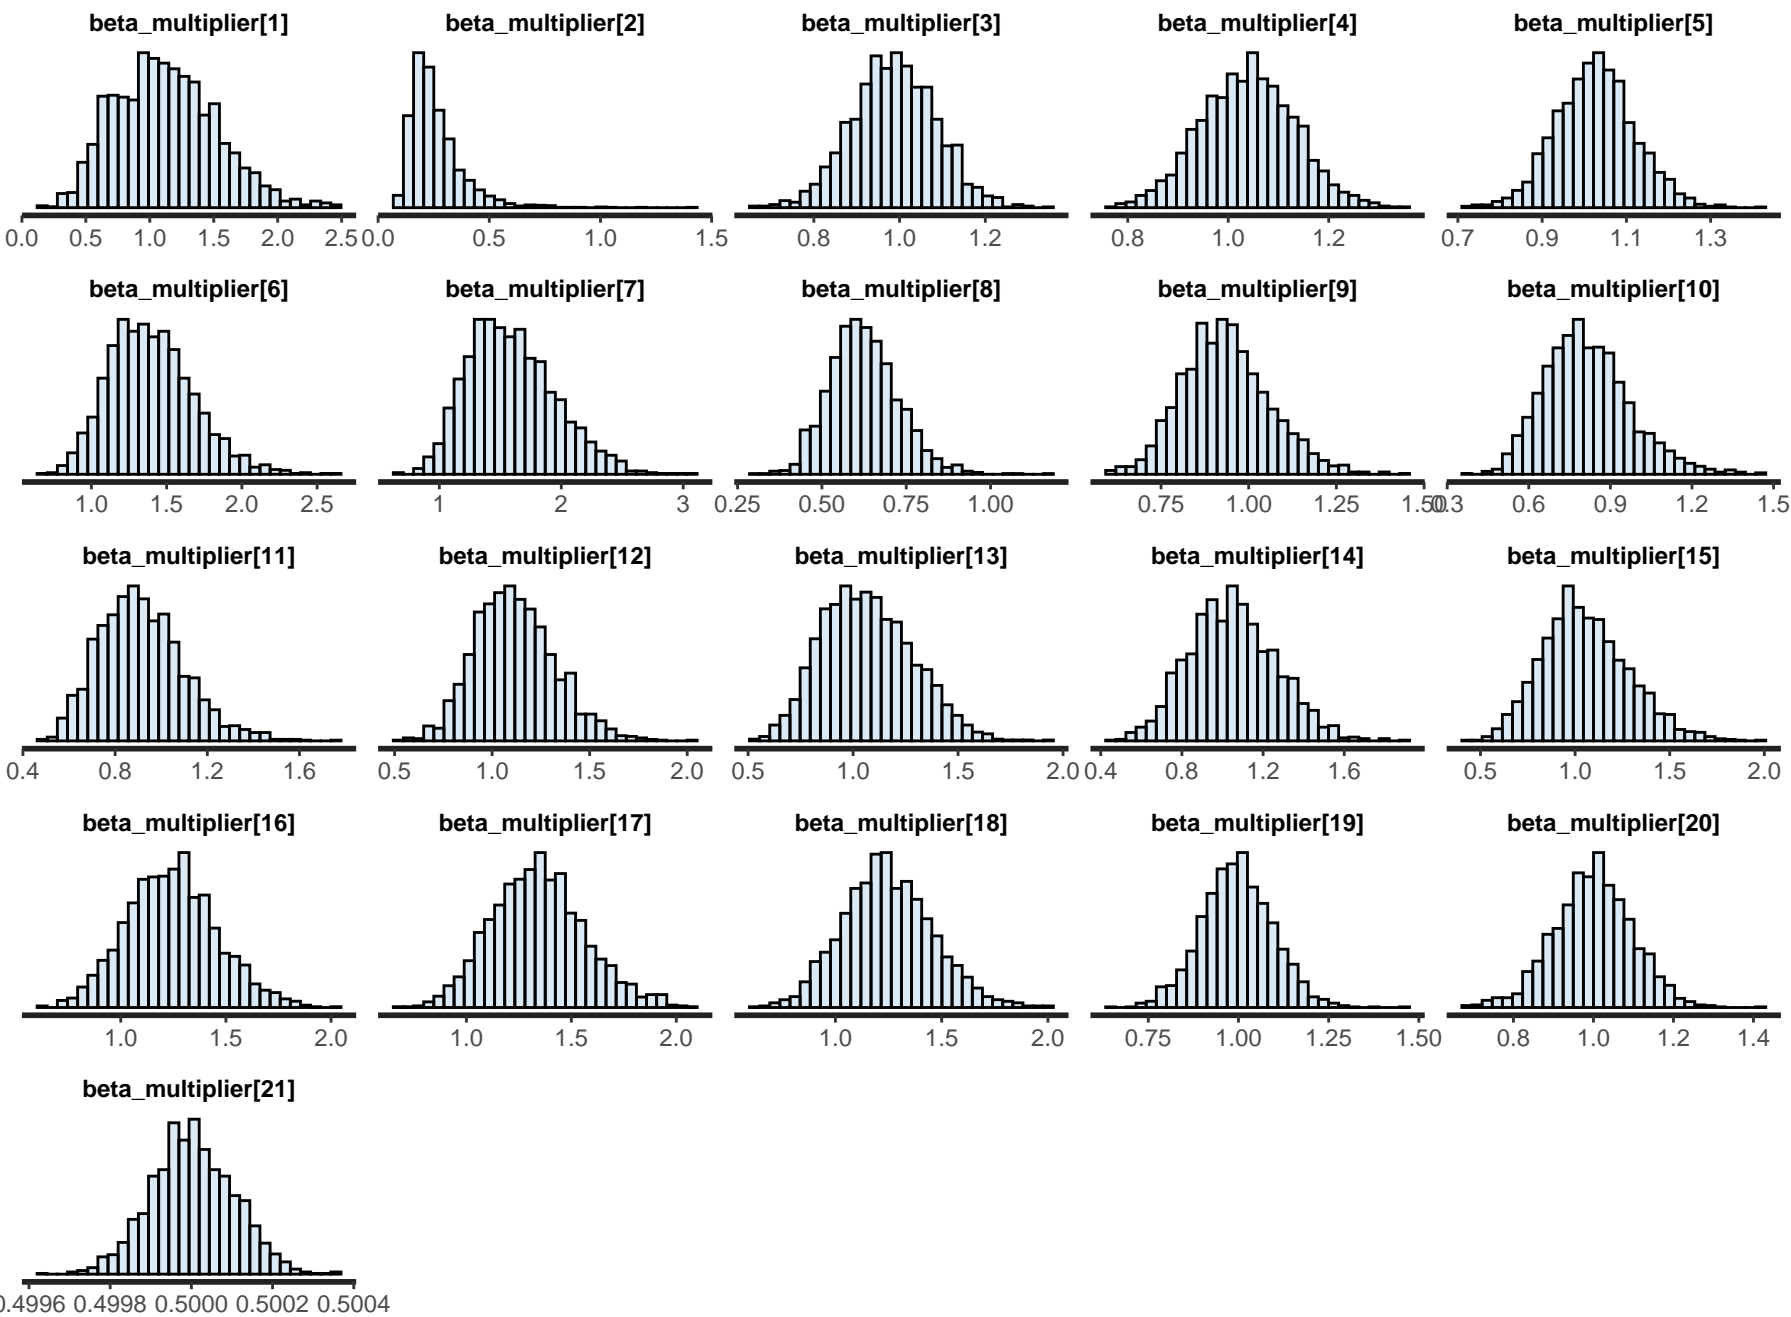 beta_multiplier[1] beta_multiplier[2] beta_multiplier[3] beta_multiplier[4] beta_multiplier[5]
0.0 0.5 1.0 1.5 2.0 2.5 0.0 0.5 1.0 1.5 0.8 1.0 1.2 0.8 1.0 1.2 0.7 0.9 1.1 1.3
beta_multiplier[6] beta_multiplier[7] beta_multiplier[8] beta_multiplier[9] beta_multiplier[10]
1.0 1.5 2.0 2.5 1 2 3 0.25 0.50 0.75 1.00 0.75 1.00 1.25 1.50 0.3 0.6 0.9 1.2 1.5
beta_multiplier[11] beta_multiplier[12] beta_multiplier[13] beta_multiplier[14] beta_multiplier[15]
0.4 0.8 1.2 1.6 0.5 1.0 1.5 2.0 0.5 1.0 1.5 2.0 0.4 0.8 1.2 1.6 0.5 1.0 1.5 2.0
beta_multiplier[16] beta_multiplier[17] beta_multiplier[18] beta_multiplier[19] beta_multiplier[20]
1.0 1.5 2.0 1.0 1.5 2.0 1.0 1.5 2.0 0.75 1.00 1.25 1.50 0.8 1.0 1.2 1.4
beta_multiplier[21]
0.4996 0.4998 0.5000 0.5002 0.5004